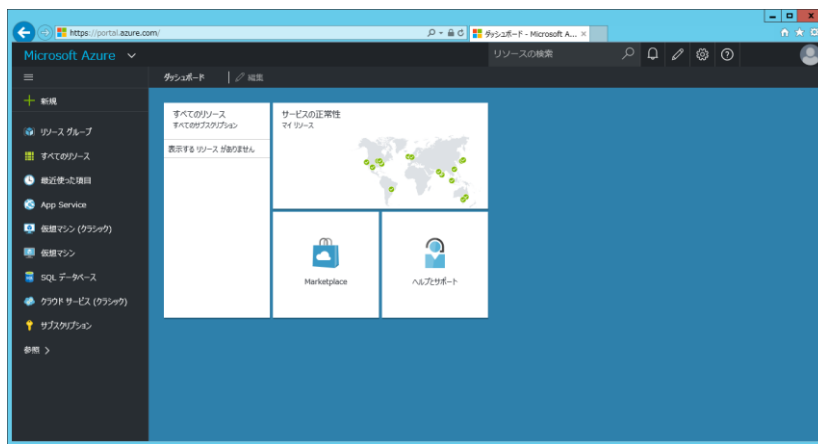 https://portal.azure.com/
ダッシュボード - Microsoft A...
Microsoft Azure
リソースの検索
ダッシュボード
編集
新規
リソース グループ
すべてのリソース
最近使った項目
App Service
仮想マシン (クラシック)
仮想マシン
SQL データベース
クラウド サービス (クラシック)
サブスクリプション
参照 >
すべてのリソース
すべてのサブスクリプション
表示する リソース がありません
サービスの正常性
マイ リソース
Marketplace
ヘルプとサポート